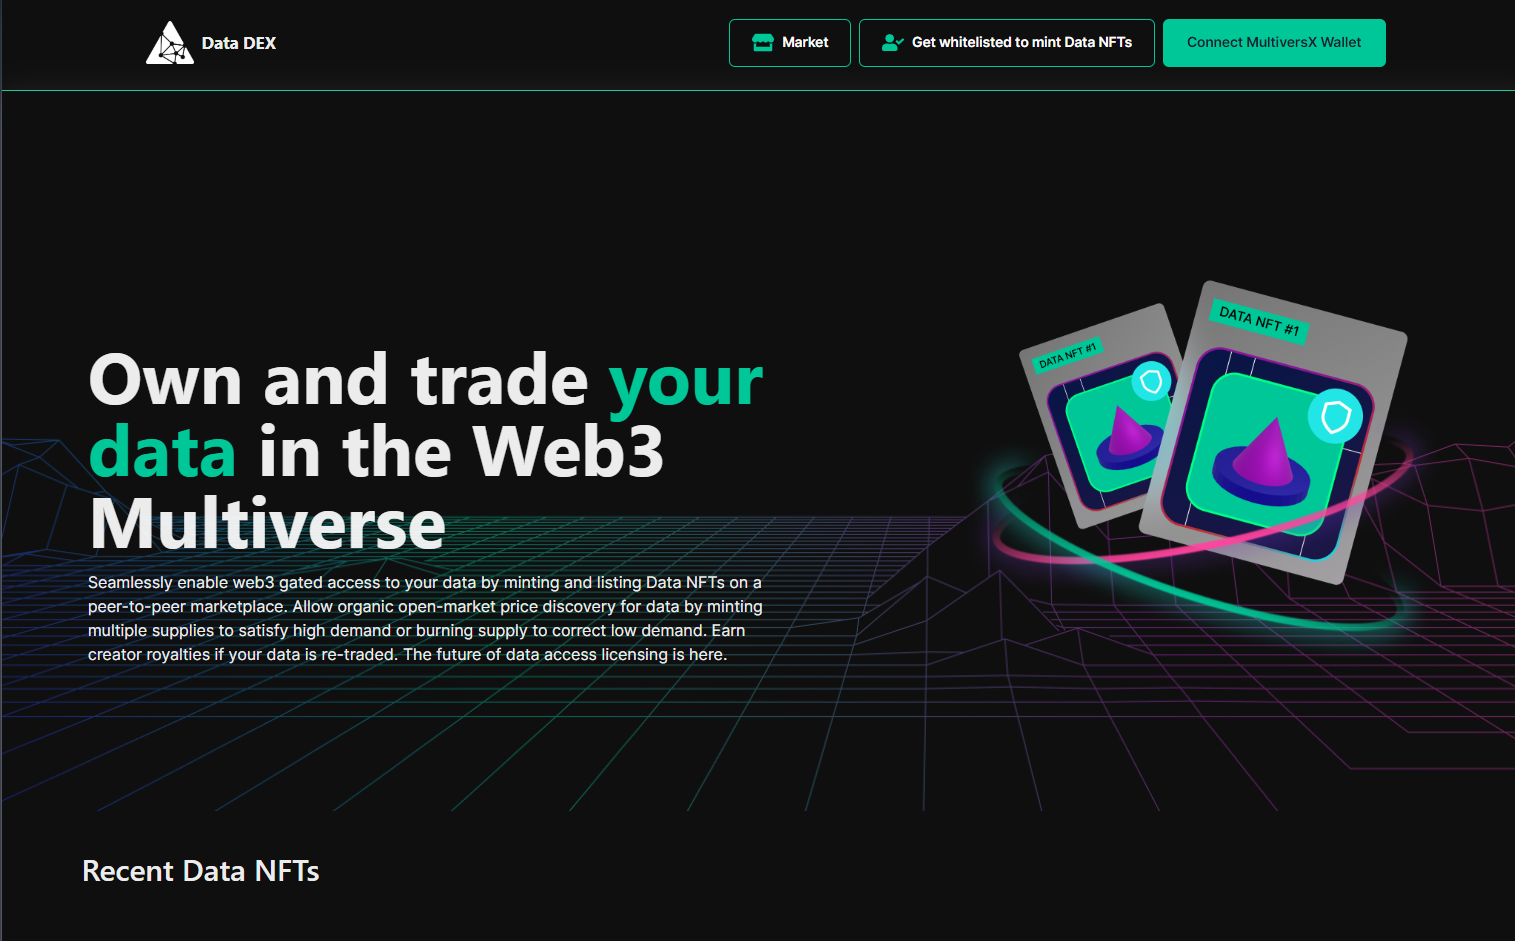 Data DEX
Market
Get whitelisted to mint Data NFTs
Connect MultiversX Wallet
DATA NFT #1
DATA NFT #1
Own and trade your
data in the Web3
Multiverse
Seamlessly enable web3 gated access to your data by minting and listing Data NFTs on a
peer-to-peer marketplace. Allow organic open-market price discovery for data by minting
multiple supplies to satisfy high demand or burning supply to correct low demand. Earn
creator royalties if your data is re-traded. The future of data access licensing is here.
Recent Data NFTs